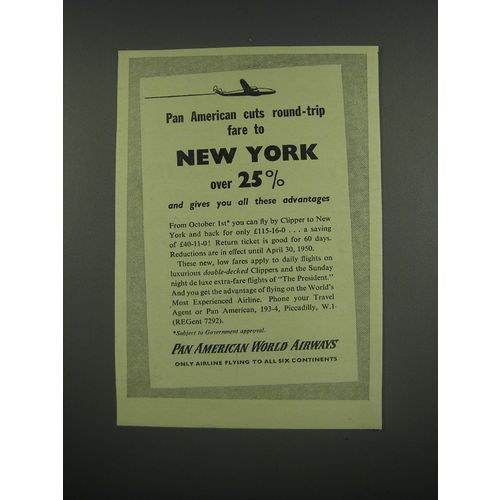 Pan American cuts round-trip
fare to
NEW YORK
over 25%
and gives you all these advantages
From October 1st* you can fly by Clipper to New
York and back for only £115-16-0 . . . a saving
of £40-11-0! Return ticket is good for 60 days.
Reductions are in effect until April 30, 1950.
These new, low fares apply to daily flights on
luxurious double-decked Clippers and the Sunday
night de luxe extra-fare flights of "The President."
And you get the advantage of flying on the World's
Most Experienced Airline. Phone your Travel
Agent or Pan American, 193-4, Piccadilly, W.1
(REGent 7292).
*Subject to Government approval.
PAN AMERICAN WORLD AIRWAYS
ONLY AIRLINE FLYING TO ALL SIX CONTINENTS